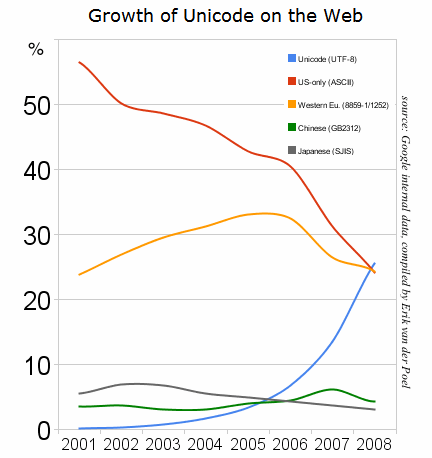 Growth of Unicode on the Web
%
50
40
30
20
10
0
Unicode (UTF-8)
US-only (ASCII)
Western Eu. (8859-1/1252)
Chinese (GB2312)
Japanese (SJIS)
2001 2002 2003 2004 2005 2006 2007 2008
source: Google internal data, compiled by Erik van der Poel